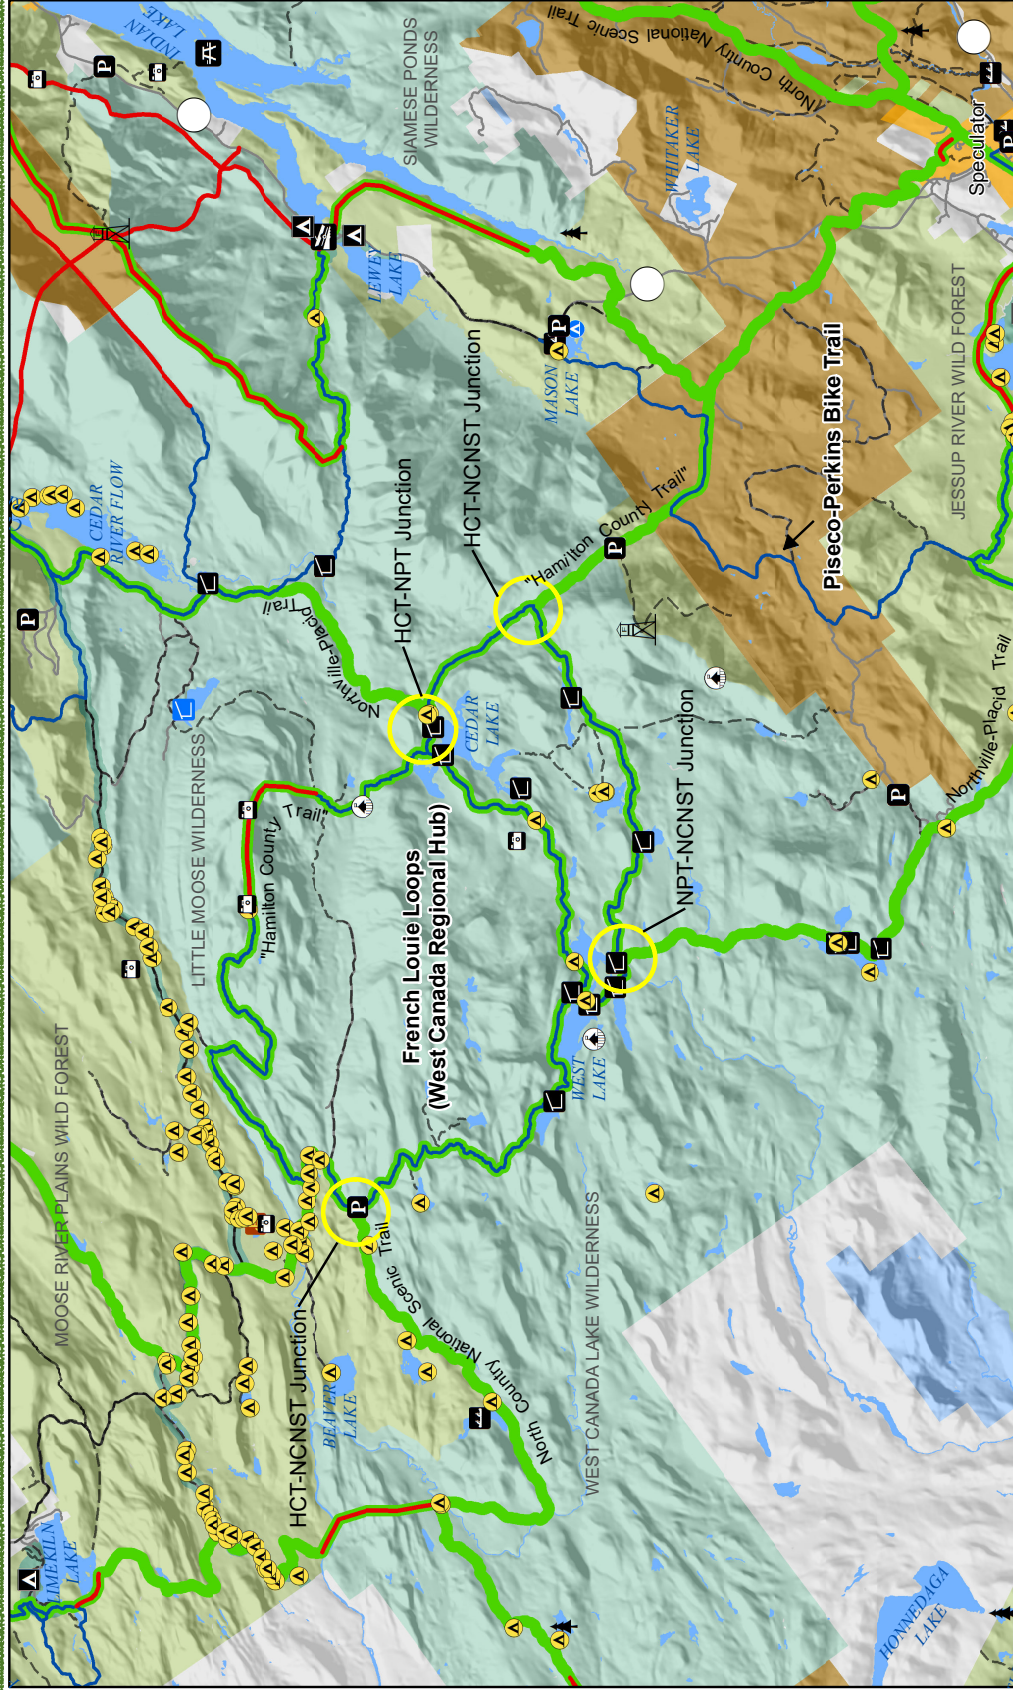 INDIAN
LAKE
SIAMESE PONDS
WILDERNESS
North Country National Scenic Trail
WHITAKER
LAKE
Speculator
LEWEY
LAKE
MASON
LAKE
JESSUP RIVER WILD FOREST
Piseco-Perkins Bike Trail
CEDAR
RIVER FLOW
HCT-NCNST Junction
HCT-NPT Junction
"Hamilton County Trail"
Northville-Placid Trail
CEDAR
LAKE
NPT-NCNST Junction
Northville-Placid Trail
LITTLE MOOSE WILDERNESS
"Hamilton County Trail"
French Louie Loops
(West Canada Regional Hub)
WEST
LAKE
MOOSE RIVER PLAINS WILD FOREST
WEST CANADA LAKE WILDERNESS
HCT-NCNST Junction
BEAVER
LAKE
North Country National Scenic Trail
LIMEKILN
LAKE
HONNEDAGA
LAKE
P
P
P
P
P
P
P